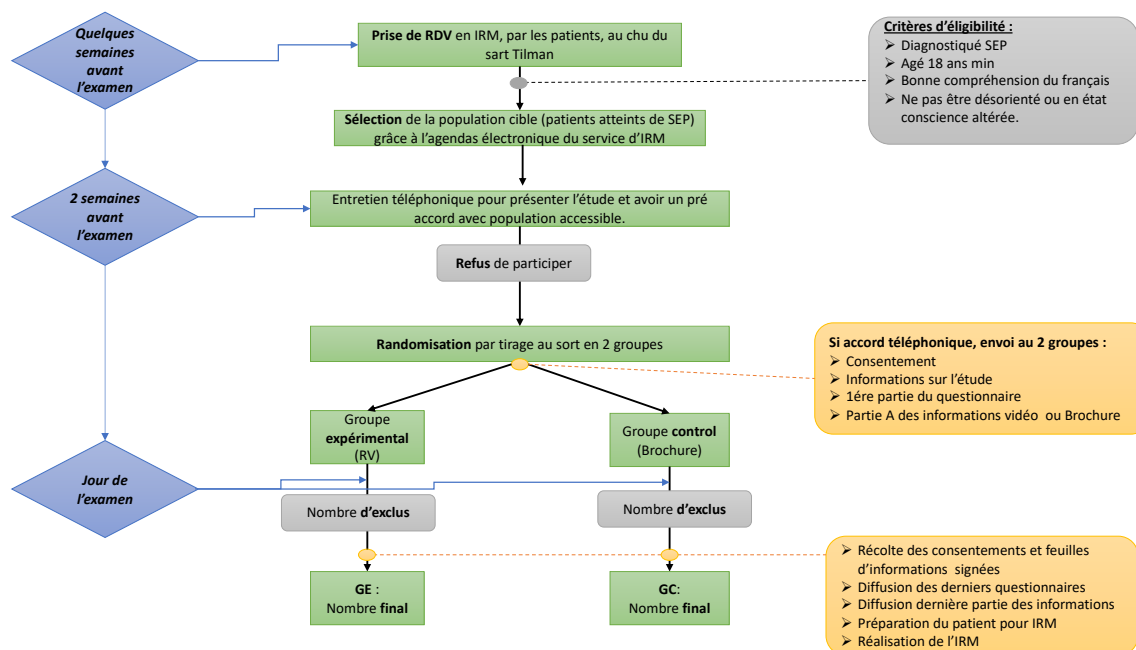 Quelques
semaines
avant
l'examen
Prise de RDV en IRM, par les patients, au chu du
sart Tilman
Critères d'éligibilité :
➢ Diagnostiqué SEP
➢ Agé 18 ans min
➢ Bonne compréhension du français
➢ Ne pas être désorienté ou en état
conscience altérée.
Sélection de la population cible (patients atteints de SEP)
grâce à l'agendas électronique du service d'IRM
2 semaines
avant
l'examen
Entretien téléphonique pour présenter l'étude et avoir un pré
accord avec population accessible.
Refus de participer
Randomisation par tirage au sort en 2 groupes
Si accord téléphonique, envoi au 2 groupes :
➢ Consentement
➢ Informations sur l'étude
➢ 1ére partie du questionnaire
➢ Partie A des informations vidéo ou Brochure
Groupe
expérimental
(RV)
Groupe control
(Brochure)
Jour de
l'examen
Nombre d'exclus
Nombre d'exclus
GE :
Nombre final
GC:
Nombre final
➢ Récolte des consentements et feuilles
d'informations signées
➢ Diffusion des derniers questionnaires
➢ Diffusion dernière partie des informations
➢ Préparation du patient pour IRM
➢ Réalisation de l'IRM